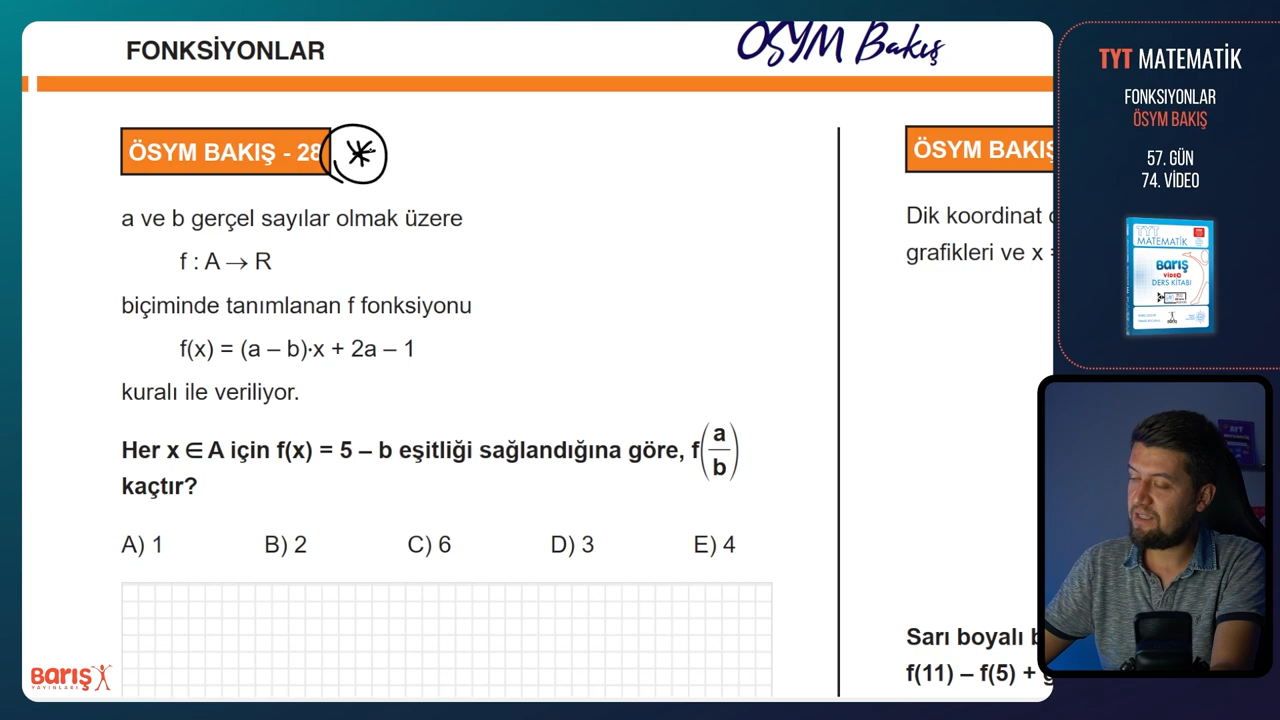 FONKSİYONLAR
ÖSYM Bakış
ÖSYM BAKIŞ - 28
a ve b gerçel sayılar olmak üzere
f : A → R
biçiminde tanımlanan f fonksiyonu
f(x) = (a – b)·x + 2a – 1
kuralı ile veriliyor.
Her x ∈ A için f(x) = 5 – b eşitliği sağlandığına göre, f(a/b)
kaçtır?
A) 1 B) 2 C) 6 D) 3 E) 4
ÖSYM BAKIŞ
Dik koordinat
grafikleri ve x
Sarı boyalı
f(11) – f(5) +
BARIŞ
YAYINLARI
TYT MATEMATİK
FONKSIYONLAR
ÖSYM BAKIŞ
57. GÜN
74. VİDEO
TYT
MATEMATİK
BARIŞ
VİDEO
DERS KİTABI